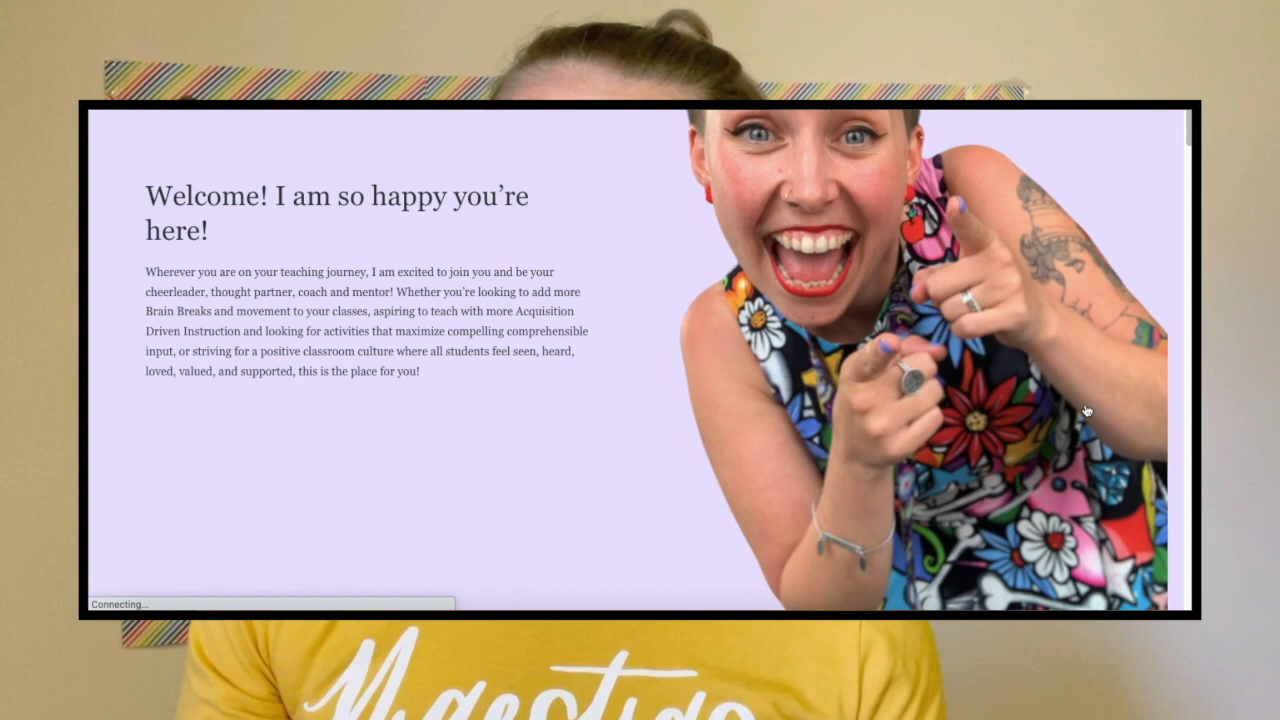 Welcome! I am so happy you’re
here!
Wherever you are on your teaching journey, I am excited to join you and be your
cheerleader, thought partner, coach and mentor! Whether you're looking to add more
Brain Breaks and movement to your classes, aspiring to teach with more Acquisition
Driven Instruction and looking for activities that maximize compelling comprehensible
input, or striving for a positive classroom culture where all students feel seen, heard,
loved, valued, and supported, this is the place for you!
Connecting...